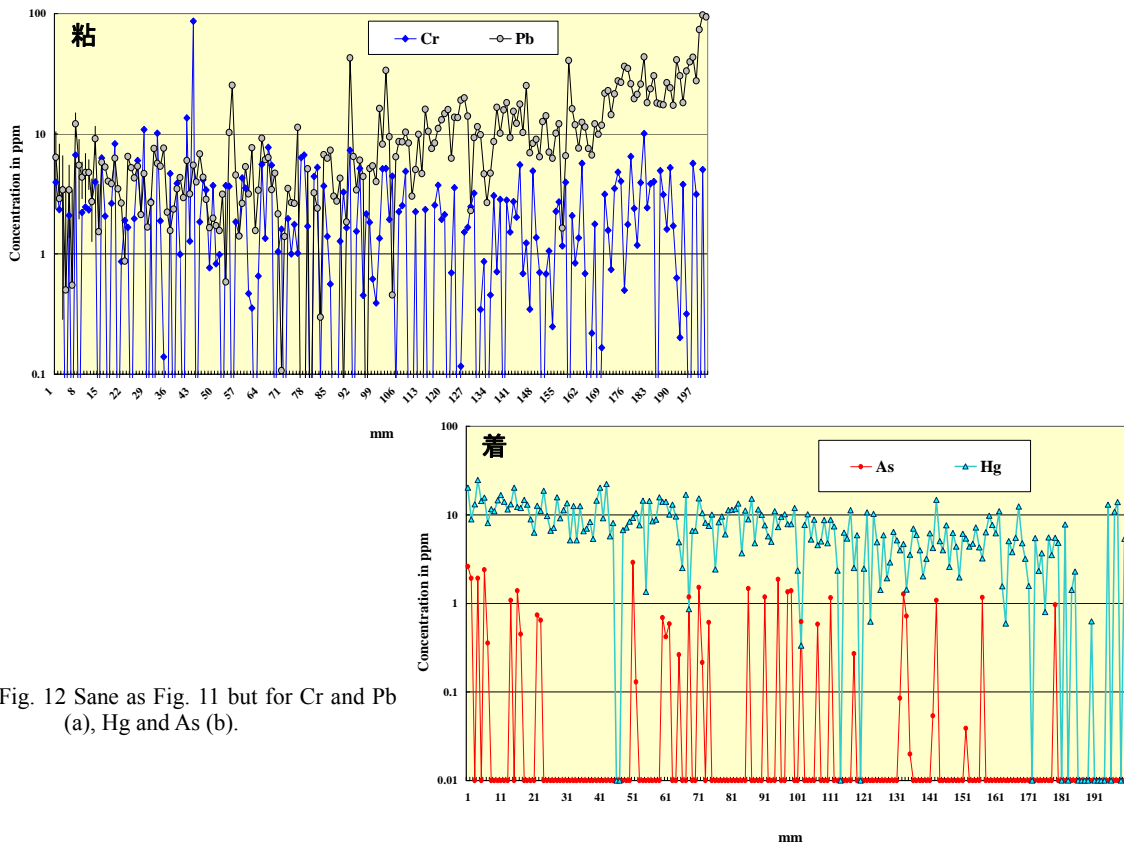 粘
Cr Pb
Concentration in ppm
100
10
1
0.1
1 8 15 22 29 36 43 50 57 64 71 78 85 92 99 106 113 120 127 134 141 148 155 162 169 176 183 190 197
mm
着
As Hg
Concentration in ppm
100
10
1
0.1
0.01
1 11 21 31 41 51 61 71 81 91 101 111 121 131 141 151 161 171 181 191
mm
Fig. 12 Sane as Fig. 11 but for Cr and Pb
(a), Hg and As (b).